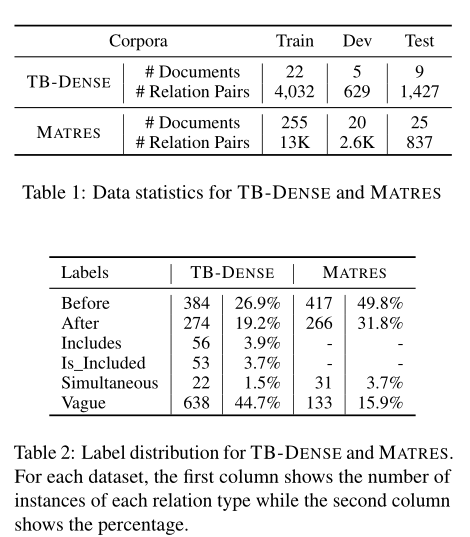 Corpora Train Dev Test
TB-DENSE # Documents 22 5 9
# Relation Pairs 4,032 629 1,427
MATRES # Documents 255 20 25
# Relation Pairs 13K 2.6K 837
Table 1: Data statistics for TB-DENSE and MATRES
Labels TB-DENSE MATRES
Before 384 26.9% 417 49.8%
After 274 19.2% 266 31.8%
Includes 56 3.9% - -
Is_Included 53 3.7% - -
Simultaneous 22 1.5% 31 3.7%
Vague 638 44.7% 133 15.9%
Table 2: Label distribution for TB-DENSE and MATRES.
For each dataset, the first column shows the number of
instances of each relation type while the second column
shows the percentage.